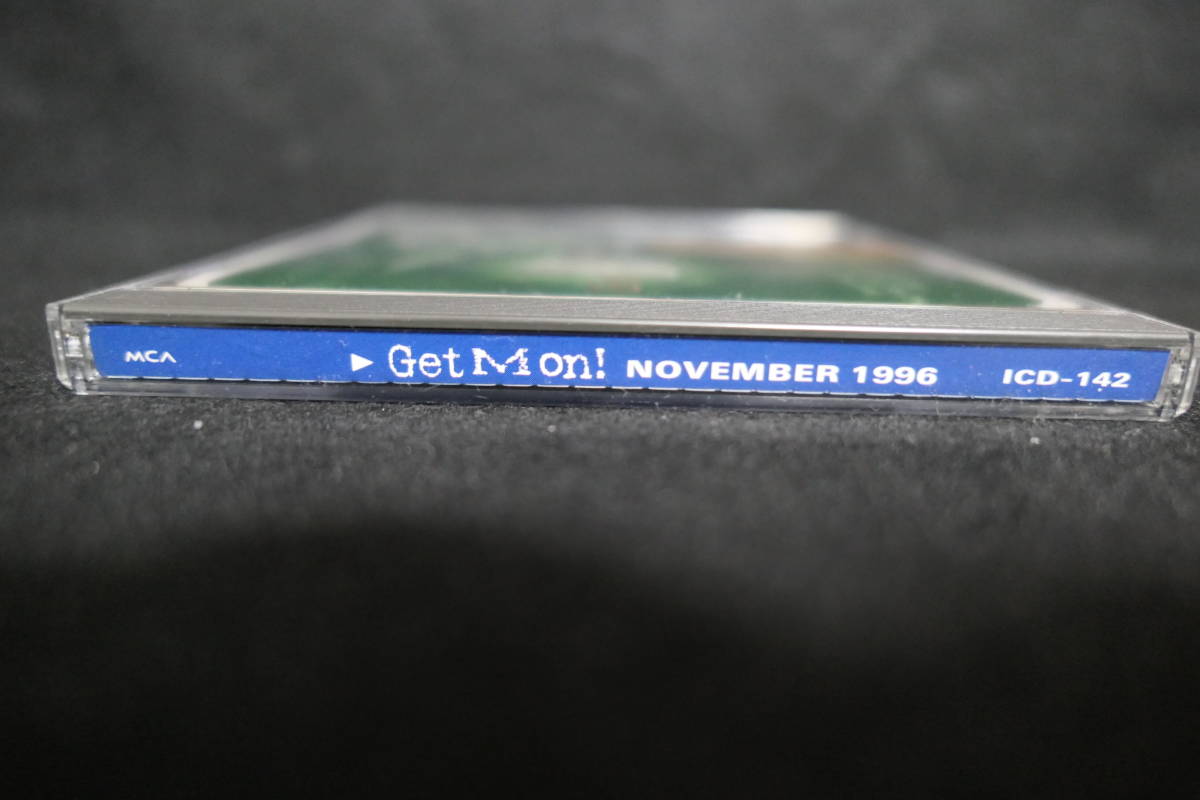 MCA ▶ Get M on! NOVEMBER 1996 ICD-142